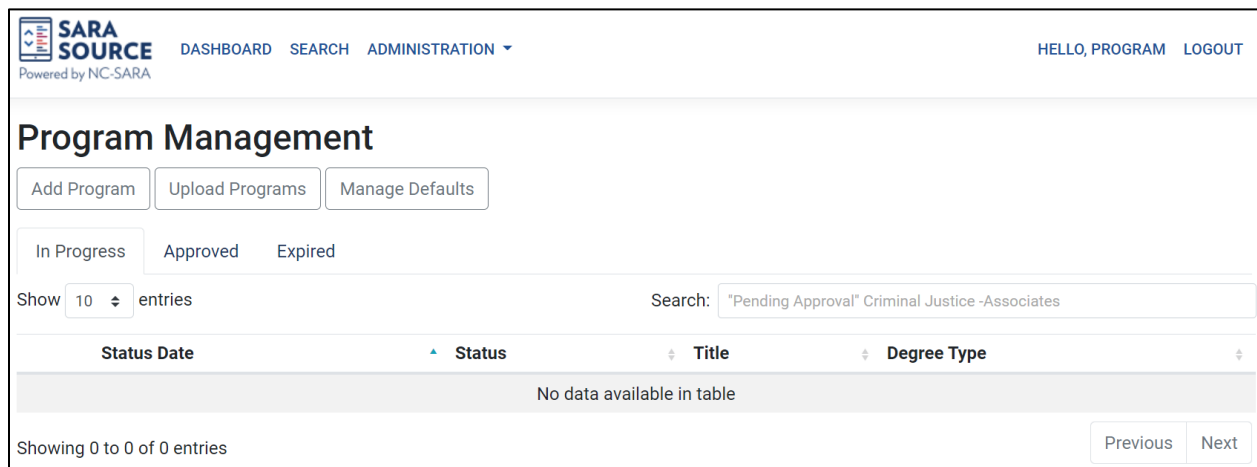 SARA
SOURCE
Powered by NC-SARA
DASHBOARD SEARCH ADMINISTRATION
HELLO, PROGRAM LOGOUT
Program Management
Add Program Upload Programs Manage Defaults
In Progress Approved Expired
Show 10 entries
Search: "Pending Approval" Criminal Justice -Associates
Status Date Status Title Degree Type
No data available in table
Showing 0 to 0 of 0 entries
Previous Next